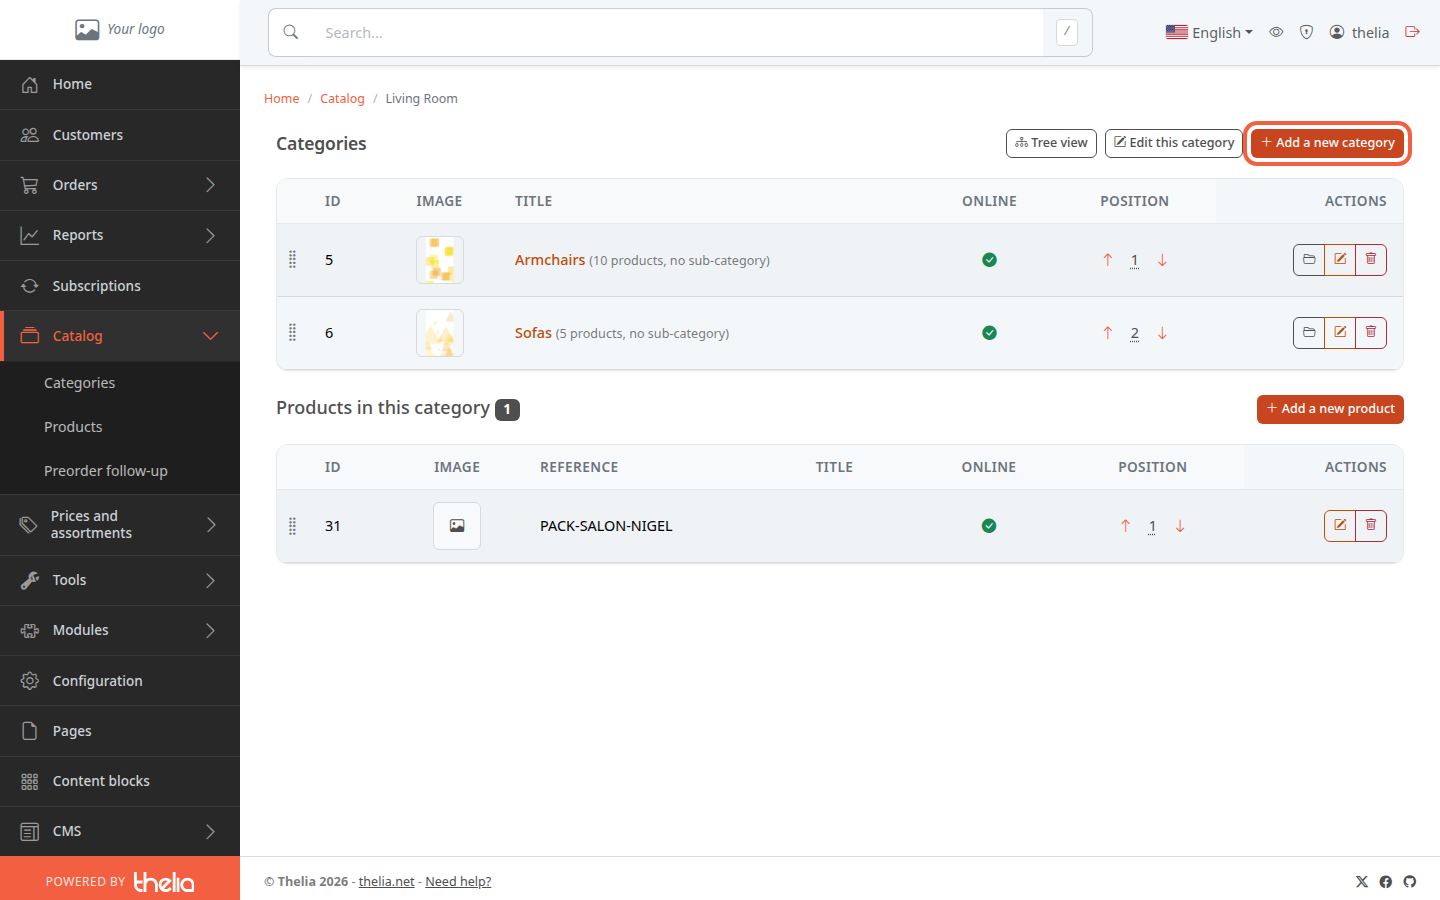 Your logo
Search...
/
English
thelia
Home
Customers
Orders
Reports
Subscriptions
Catalog
Categories
Products
Preorder follow-up
Prices and
assortments
Tools
Modules
Configuration
Pages
Content blocks
CMS
POWERED BY thelia
Home / Catalog / Living Room
Categories
Tree view
Edit this category
+ Add a new category
ID IMAGE TITLE ONLINE POSITION ACTIONS
5 Armchairs (10 products, no sub-category) 1
6 Sofas (5 products, no sub-category) 2
Products in this category 1
+ Add a new product
ID IMAGE REFERENCE TITLE ONLINE POSITION ACTIONS
31 PACK-SALON-NIGEL 1
© Thelia 2026 - thelia.net - Need help?